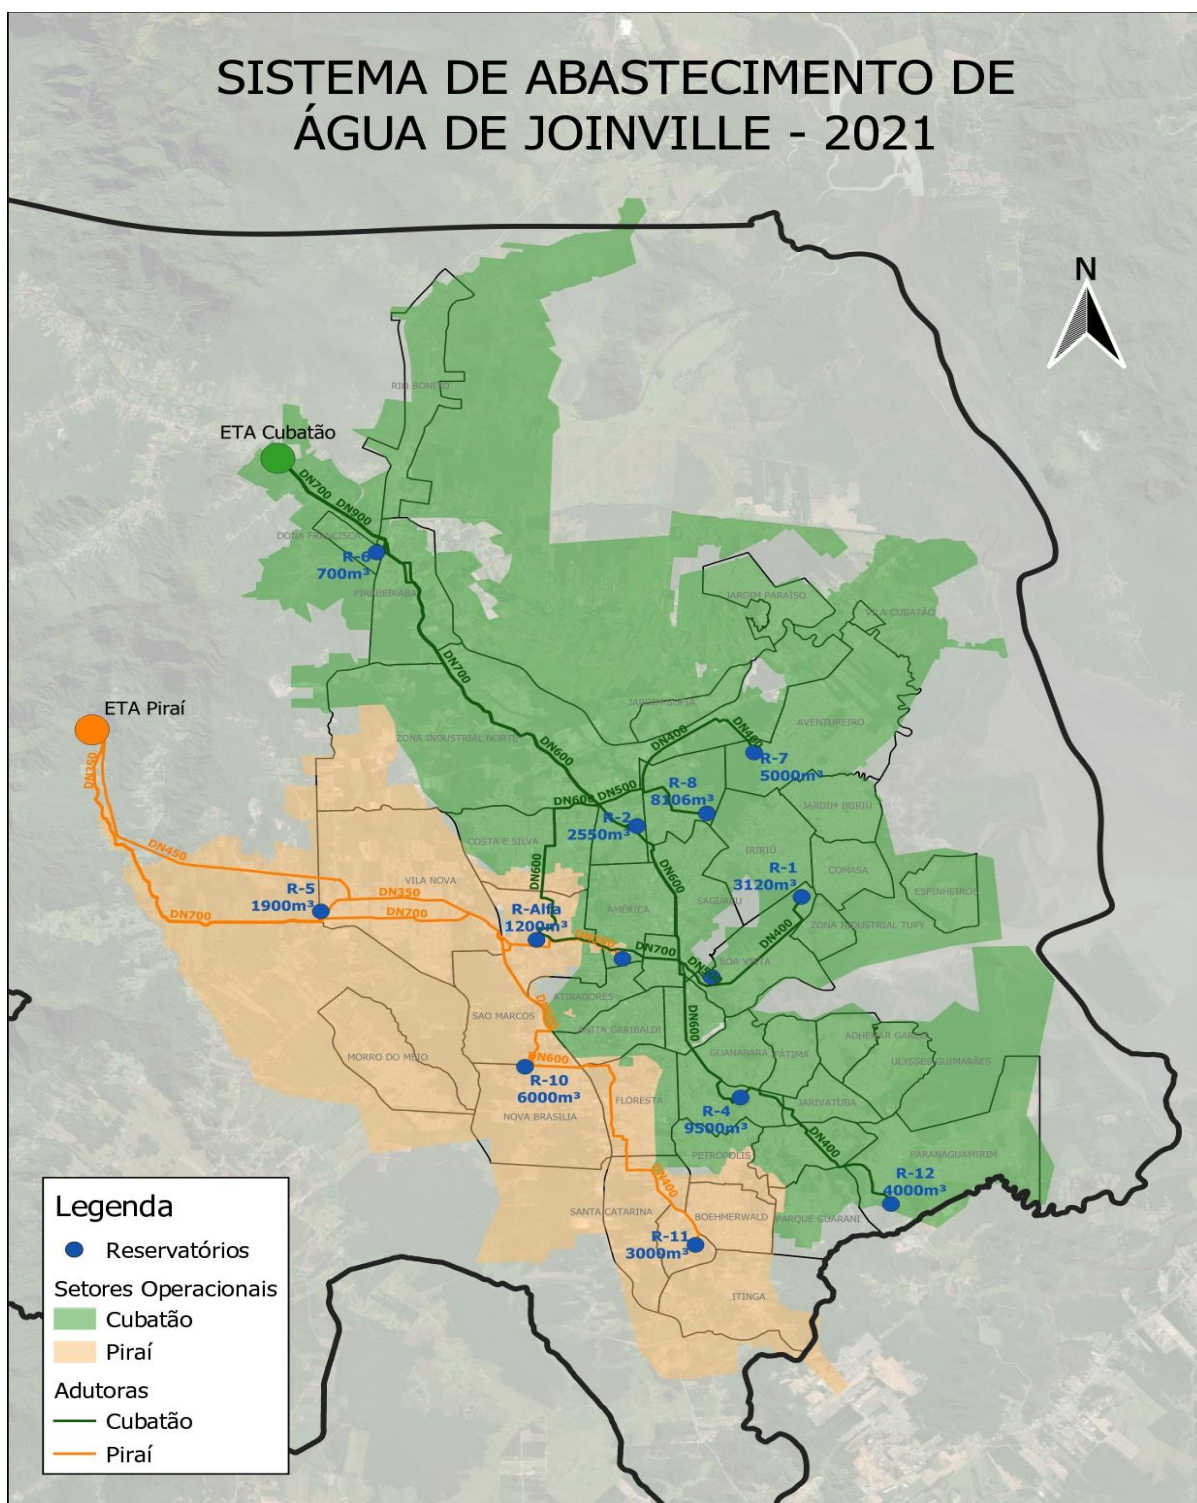 SISTEMA DE ABASTECIMENTO DE
ÁGUA DE JOINVILLE - 2021
N
RIO BONITO
ETA Cubatão
DN700
DN900
DONA FRANCISCA
R-6
700m³
PIRABEIRABA
JARDIM PARAÍSO
VILA CUBATÃO
DN700
JARDIM SOFIA
ETA Piraí
AVENTUREIRO
ZONA INDUSTRIAL NORTE
DN400
DN400
DN600
DN350
R-7
5000m³
R-8
8106m³
DN600
DN500
JARDIM IRIRIÚ
R-2
2550m³
COSTA E SILVA
DN450
IRIRIÚ
R-1
3120m³
COMASA
DN600
DN600
VILA NOVA
ESPINHEIROS
R-5
1900m³
DN350
DN700
DN700
R-Alfa
1200m³
AMÉRICA
SAGUAÇU
ZONA INDUSTRIAL TUPY
DN400
DN700
BOA VISTA
ATIRADORES
SAO MARCOS
ANITA GARIBALDI
DN600
ADHEMAR GARCIA
MORRO DO MEIO
DN600
GUANABARA
FÁTIMA
ULYSSES GUIMARÃES
R-10
6000m³
NOVA BRASILIA
FLORESTA
R-4
9500m³
JARIVATUBA
DN400
PETRÓPOLIS
PARANAGUAMIRIM
R-12
4000m³
DN400
SANTA CATARINA
BOEHMERWALD
PARQUE GUARANI
R-11
3000m³
ITINGA
Legenda
Reservatórios
Setores Operacionais
Cubatão
Piraí
Adutoras
Cubatão
Piraí